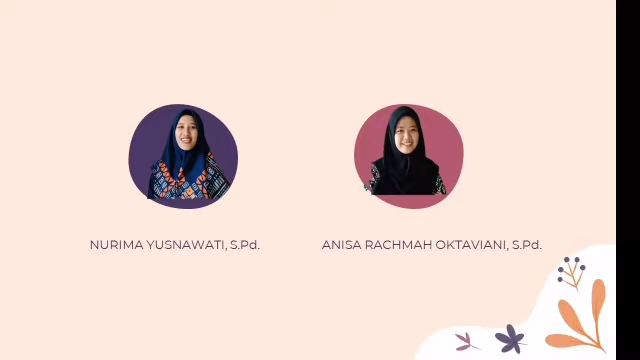 NURIMA YUSNAWATI, S.Pd.
ANISA RACHMAH OKTAVIANI, S.Pd.